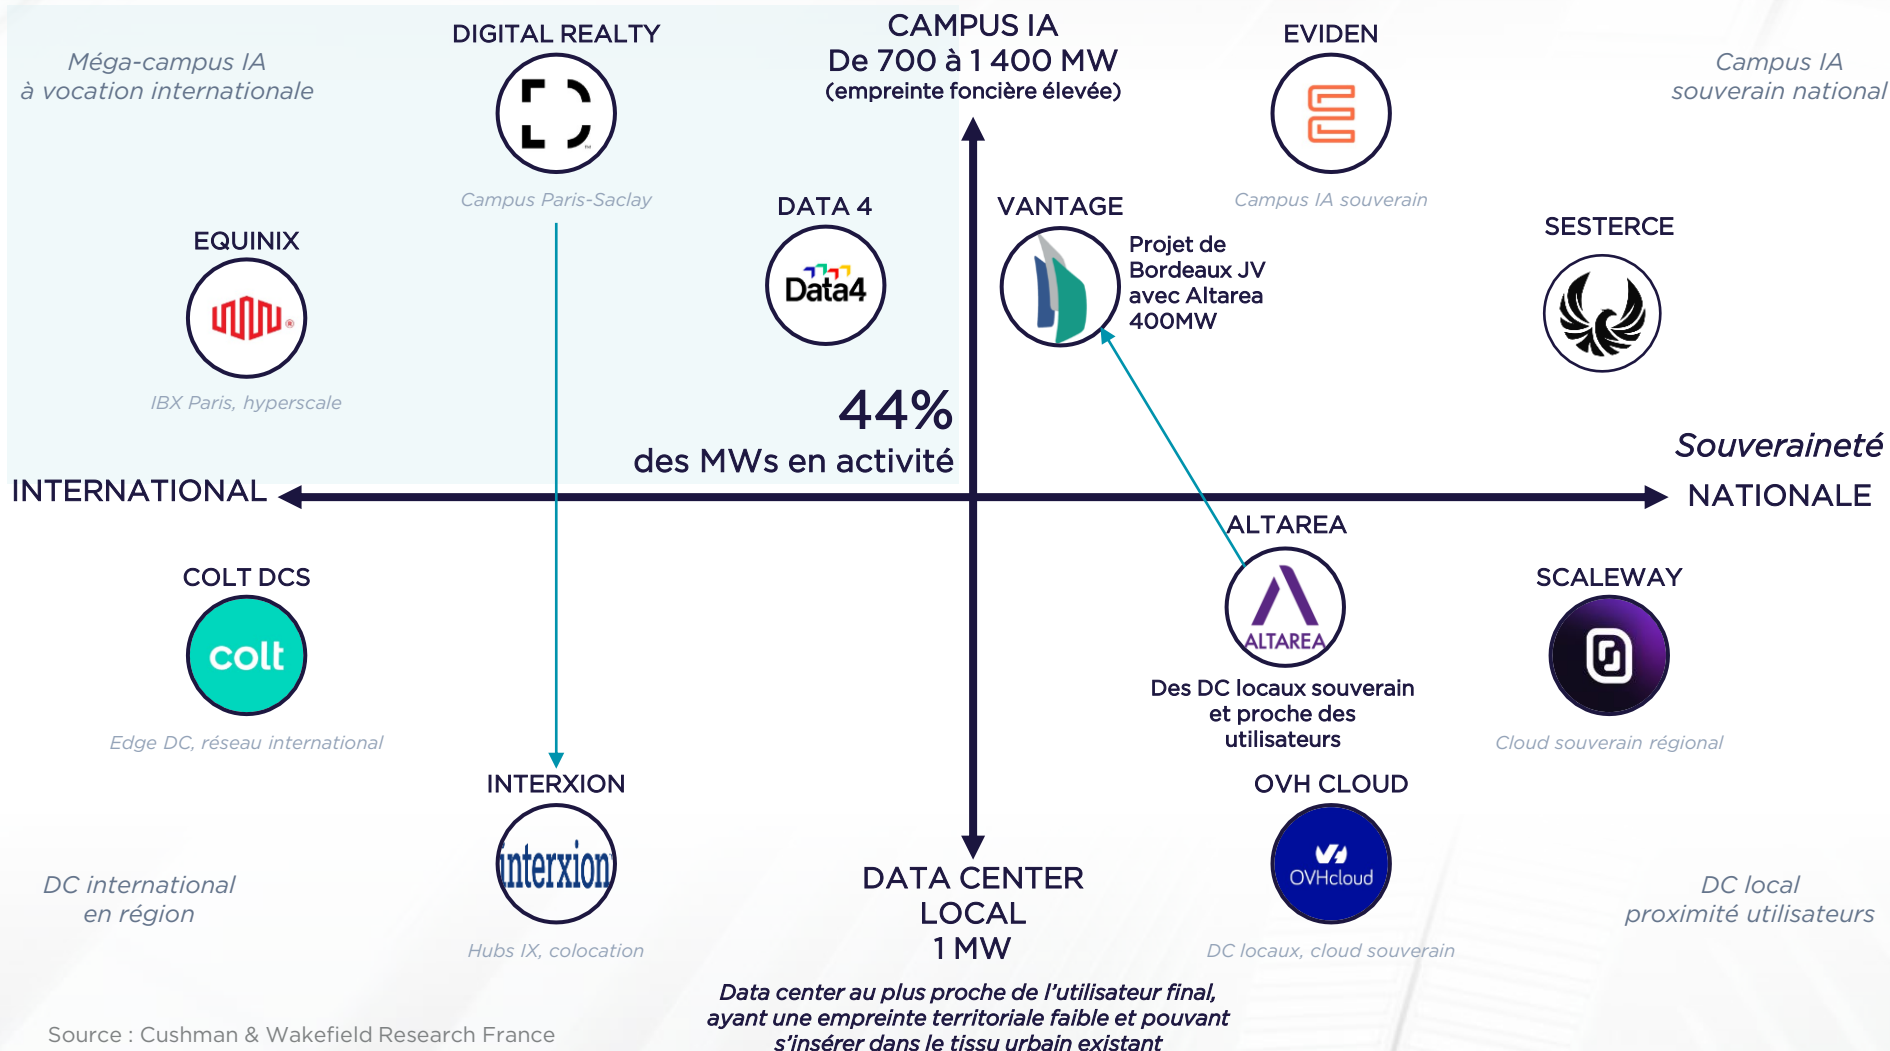 CAMPUS IA
De 700 à 1 400 MW
(empreinte foncière élevée)
Méga-campus IA
à vocation internationale
DIGITAL REALTY
TM
Campus Paris-Saclay
EQUINIX
®
IBX Paris, hyperscale
DATA 4
Data4
44%
des MWs en activité
EVIDEN
Campus IA souverain
Campus IA
souverain national
VANTAGE
Projet de
Bordeaux JV
avec Altarea
400MW
SESTERCE
INTERNATIONAL
Souveraineté
NATIONALE
COLT DCS
colt
Edge DC, réseau international
INTERXION
interxion
Hubs IX, colocation
DC international
en région
ALTAREA
ALTAREA
Des DC locaux souverain
et proche des
utilisateurs
SCALEWAY
Cloud souverain régional
OVH CLOUD
OVHcloud
DC locaux, cloud souverain
DC local
proximité utilisateurs
DATA CENTER
LOCAL
1 MW
Data center au plus proche de l'utilisateur final,
ayant une empreinte territoriale faible et pouvant
s'insérer dans le tissu urbain existant
Source : Cushman & Wakefield Research France